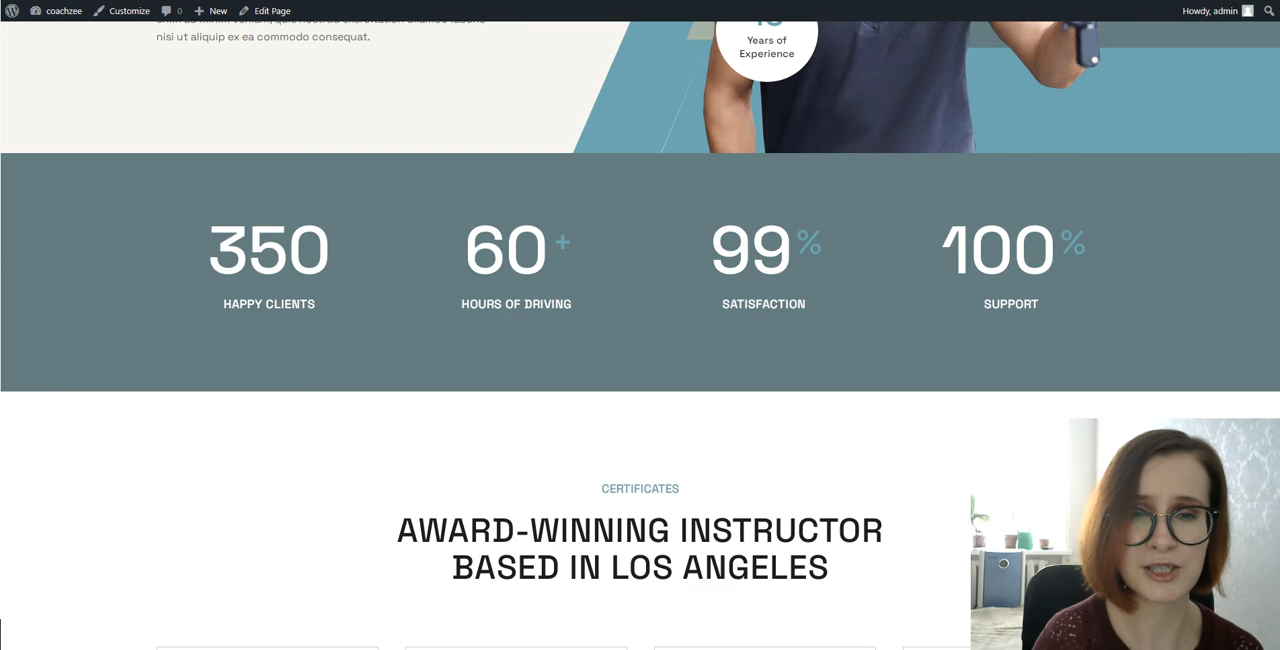 coachzee Customize 0 New Edit Page Howdy, admin
nisi ut aliquip ex ea commodo consequat.
Years of
Experience
350 60+ 99% 100%
HAPPY CLIENTS HOURS OF DRIVING SATISFACTION SUPPORT
CERTIFICATES
AWARD-WINNING INSTRUCTOR
BASED IN LOS ANGELES